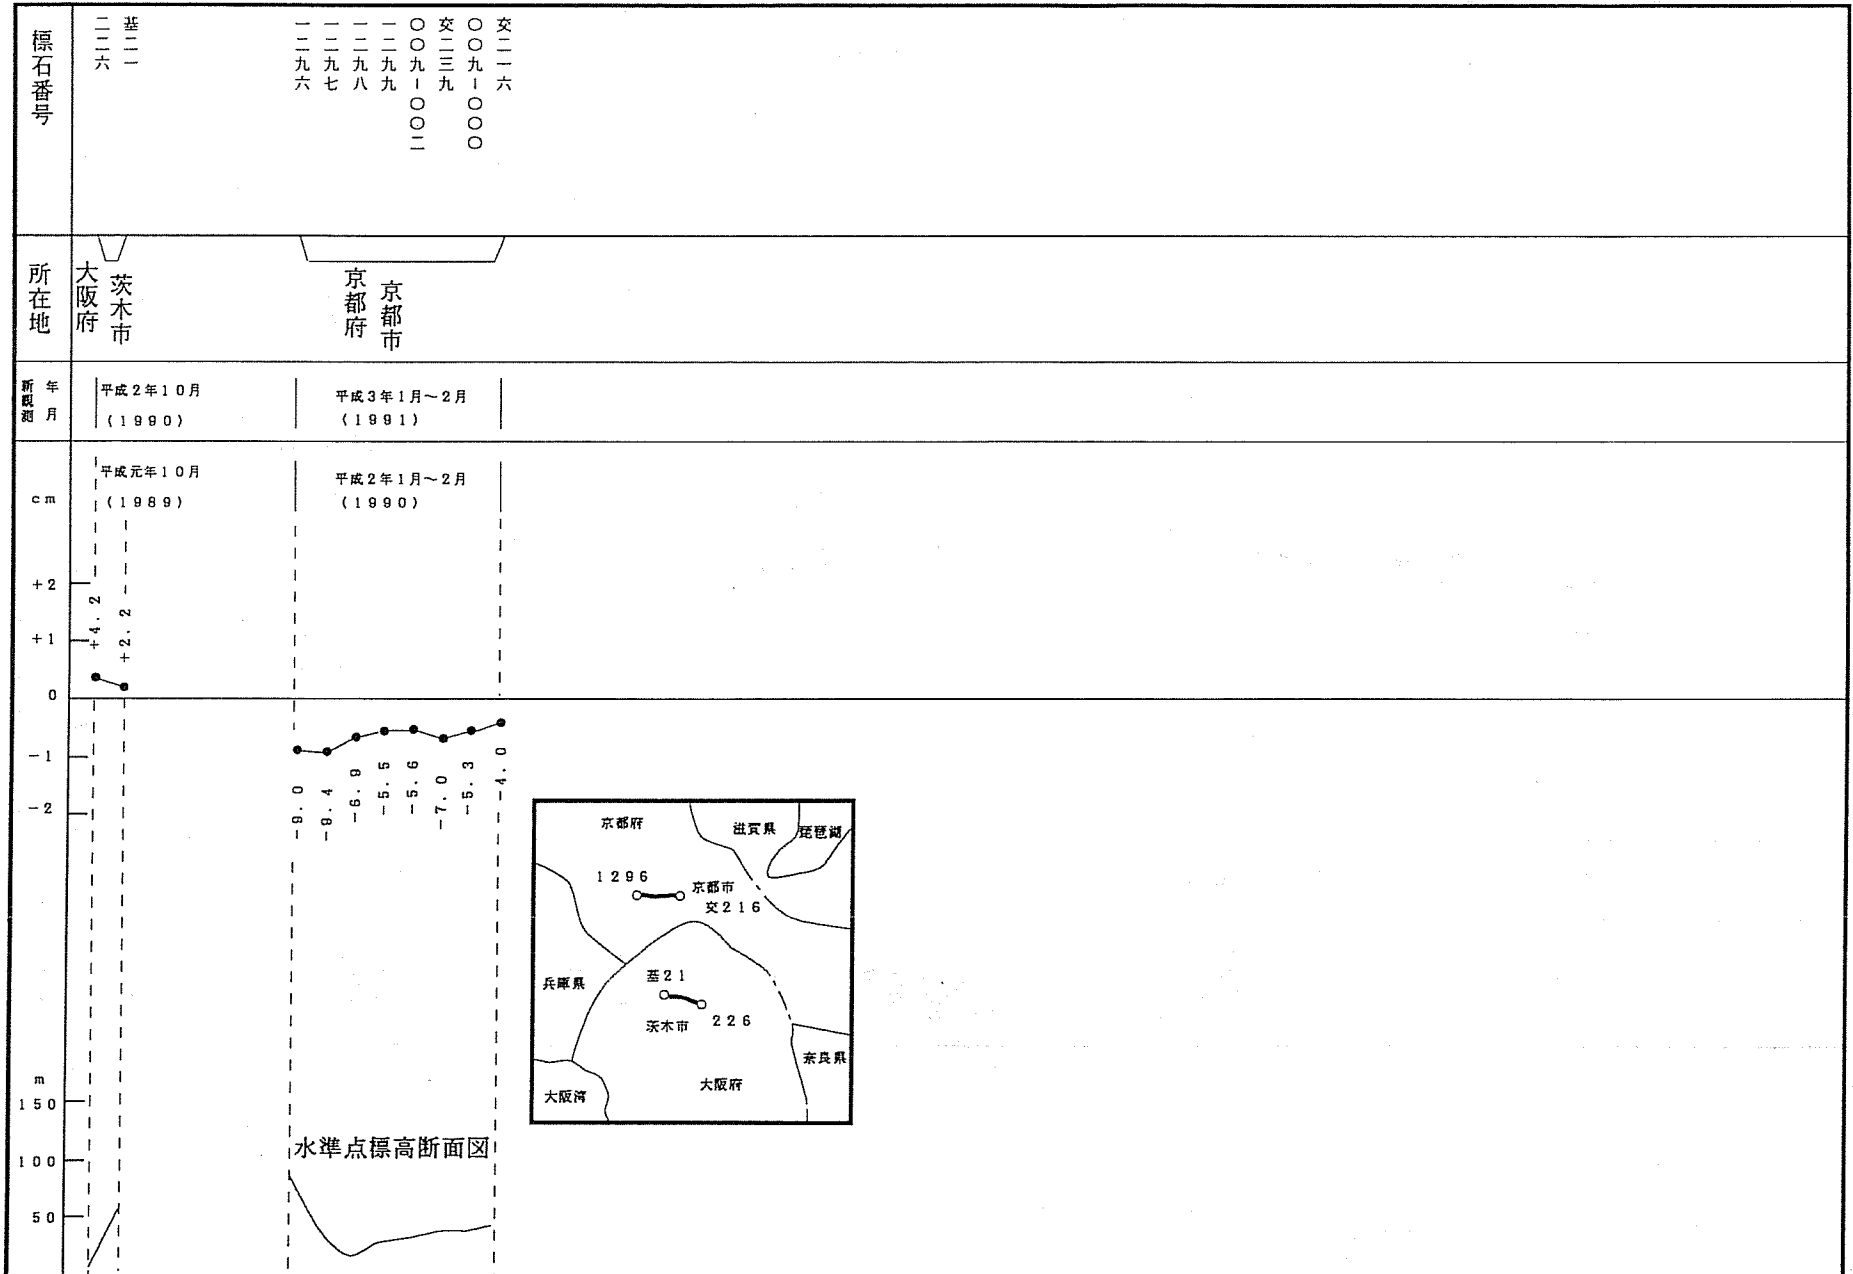 標石番号
二二六
基二一
一二九六
一二九七
一二九八
一二九九
〇〇九-〇〇二
交二三九
〇〇九-〇〇〇
交二一六
所在地
大阪府
茨木市
京都府
京都市
新観測
年月
平成2年10月
(1990)
平成3年1月~2月
(1991)
平成元年10月
(1989)
平成2年1月~2月
(1990)
cm
+2
+1
0
-1
-2
+4.2
+2.2
-9.0
-9.4
-6.9
-5.5
-5.6
-7.0
-5.3
-4.0
京都府
滋賀県
琵琶湖
1296
京都市
交216
兵庫県
基21
茨木市
226
奈良県
大阪府
大阪湾
m
150
100
50
水準点標高断面図